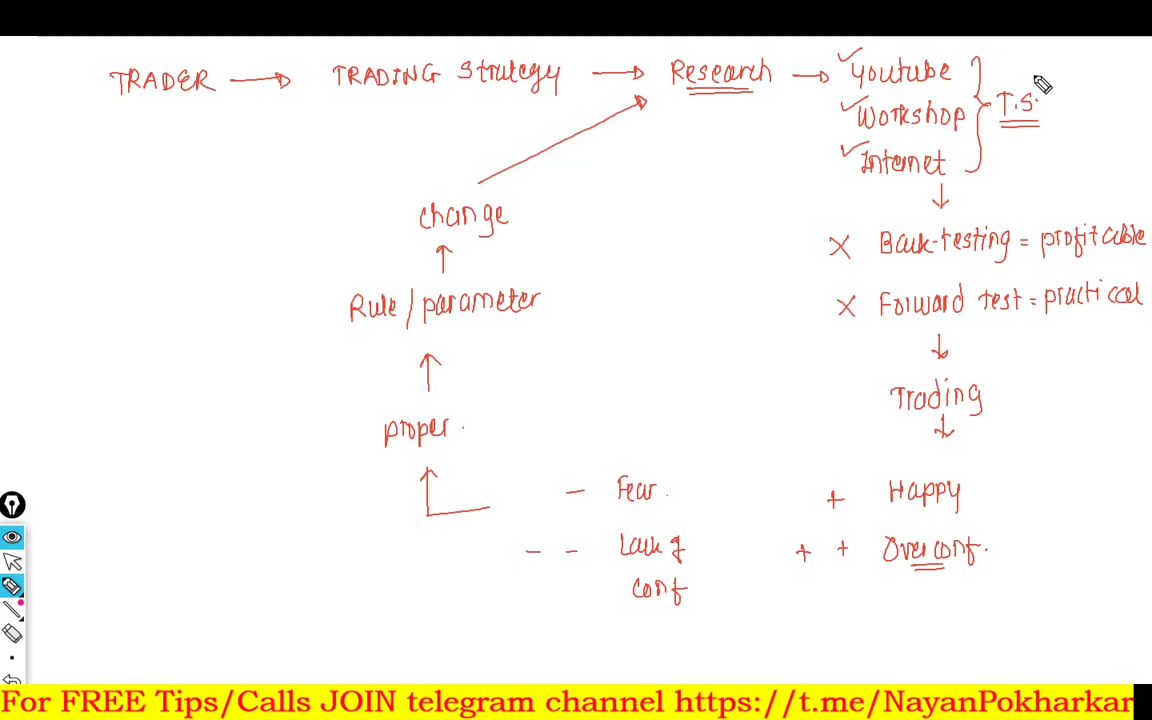 TRADER → TRADING Strategy → Research → Youtube
Workshop
Internet
T.S.
Back-testing = profitable
Forward test = practical
Trading
+ Happy
+ + Overconf.
- Fear.
- - Lack of
conf
proper.
Rule/parameter
change
For FREE Tips/Calls JOIN telegram channel https://t.me/NayanPokharkar